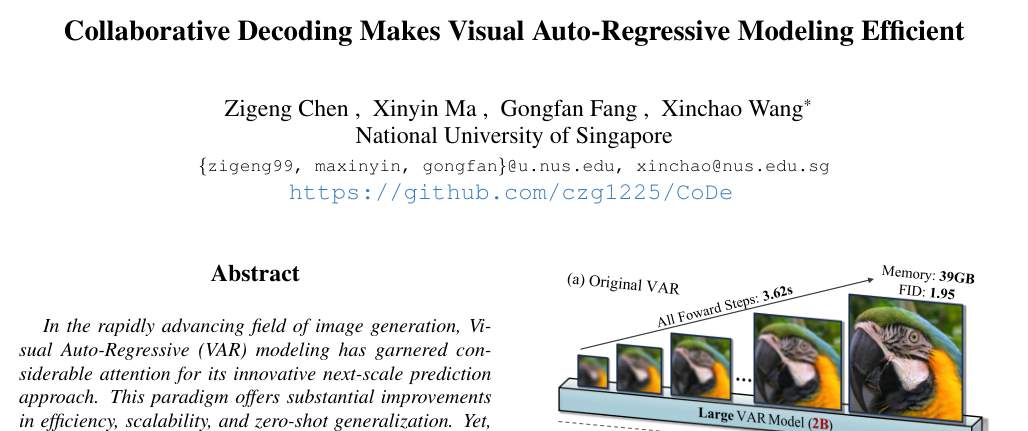 Collaborative Decoding Makes Visual Auto-Regressive Modeling Efficient
Zigeng Chen , Xinyin Ma , Gongfan Fang , Xinchao Wang*
National University of Singapore
{zigeng99, maxinyin, gongfan}@u.nus.edu, xinchao@nus.edu.sg
https://github.com/czg1225/CoDe
Abstract
In the rapidly advancing field of image generation, Vi-
sual Auto-Regressive (VAR) modeling has garnered con-
siderable attention for its innovative next-scale prediction
approach. This paradigm offers substantial improvements
in efficiency, scalability, and zero-shot generalization. Yet,
(a) Original VAR
Memory: 39GB
FID: 1.95
All Foward Steps: 3.62s
...
Large VAR Model (2B)